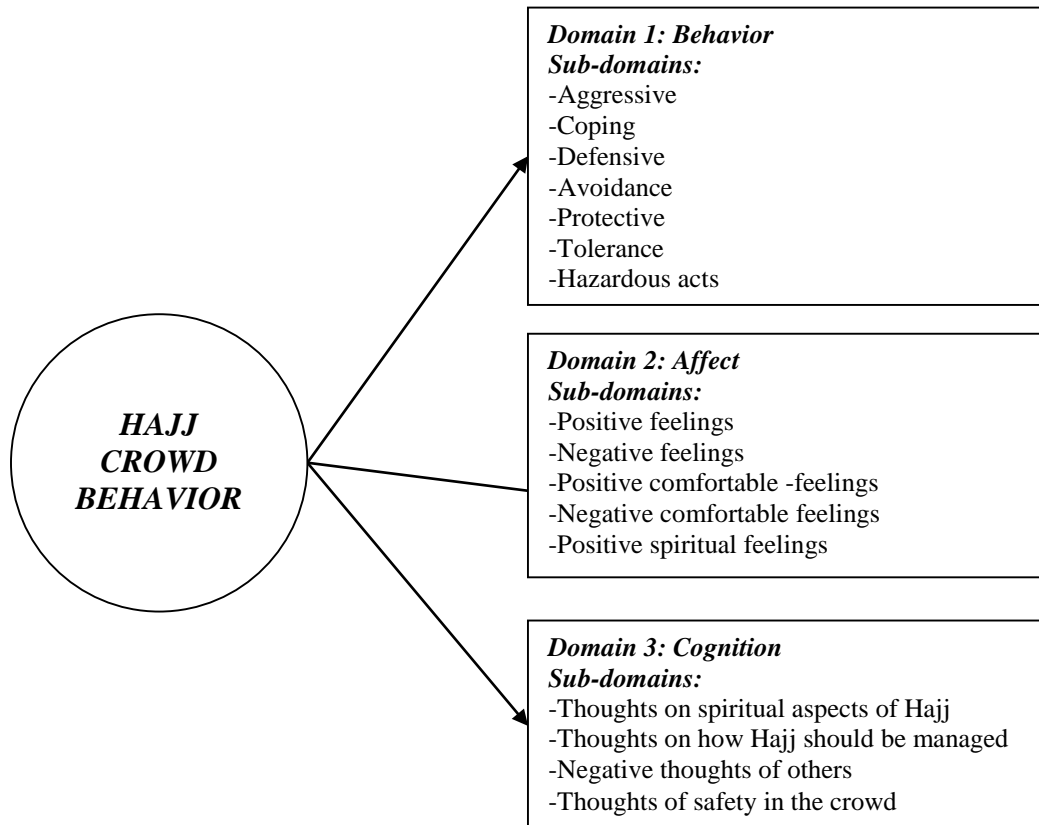 HAJJ
CROWD
BEHAVIOR
Domain 1: Behavior
Sub-domains:
-Aggressive
-Coping
-Defensive
-Avoidance
-Protective
-Tolerance
-Hazardous acts
Domain 2: Affect
Sub-domains:
-Positive feelings
-Negative feelings
-Positive comfortable -feelings
-Negative comfortable feelings
-Positive spiritual feelings
Domain 3: Cognition
Sub-domains:
-Thoughts on spiritual aspects of Hajj
-Thoughts on how Hajj should be managed
-Negative thoughts of others
-Thoughts of safety in the crowd